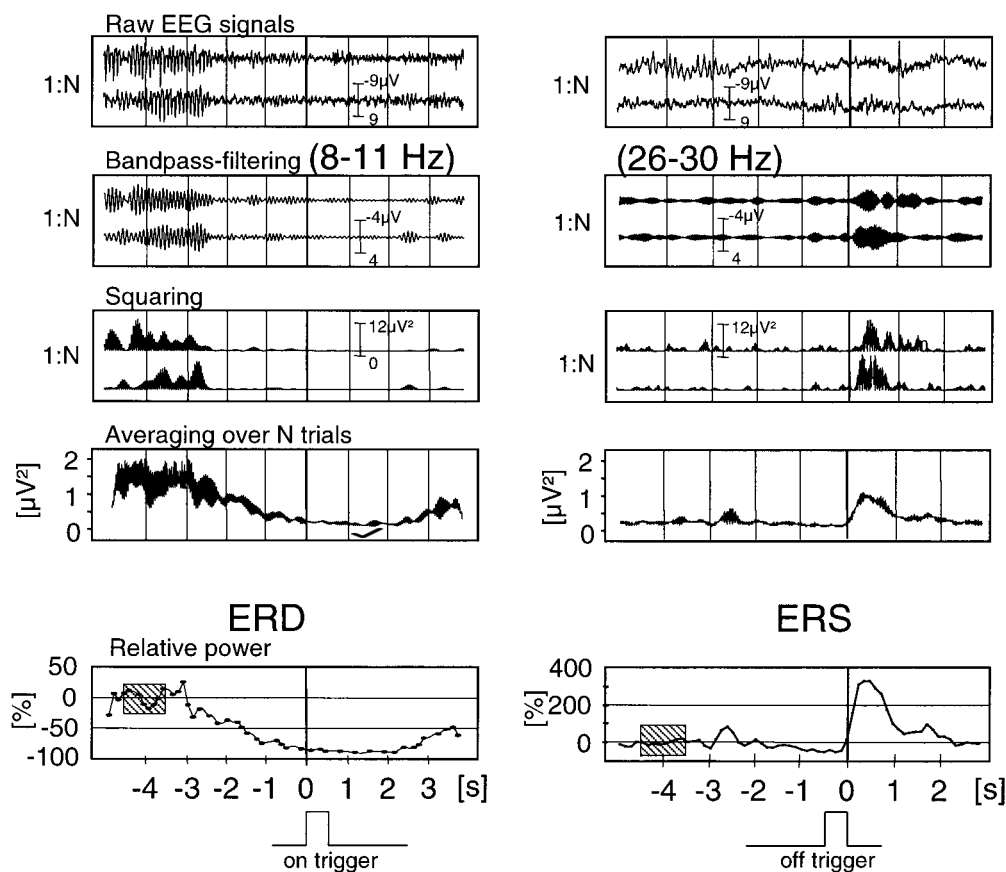 Raw EEG signals
1:N
-9µV
9
1:N
-9µV
9
Bandpass-filtering (8-11 Hz)
(26-30 Hz)
1:N
-4µV
4
1:N
-4µV
4
Squaring
1:N
12µV²
0
1:N
12µV²
Averaging over N trials
[µV²]
2
1
0
[µV²]
2
1
0
ERD
ERS
Relative power
[%]
50
0
-50
-100
-4 -3 -2 -1 0 1 2 3 [s]
on trigger
[%]
400
200
0
-4 -3 -2 -1 0 1 2 [s]
off trigger